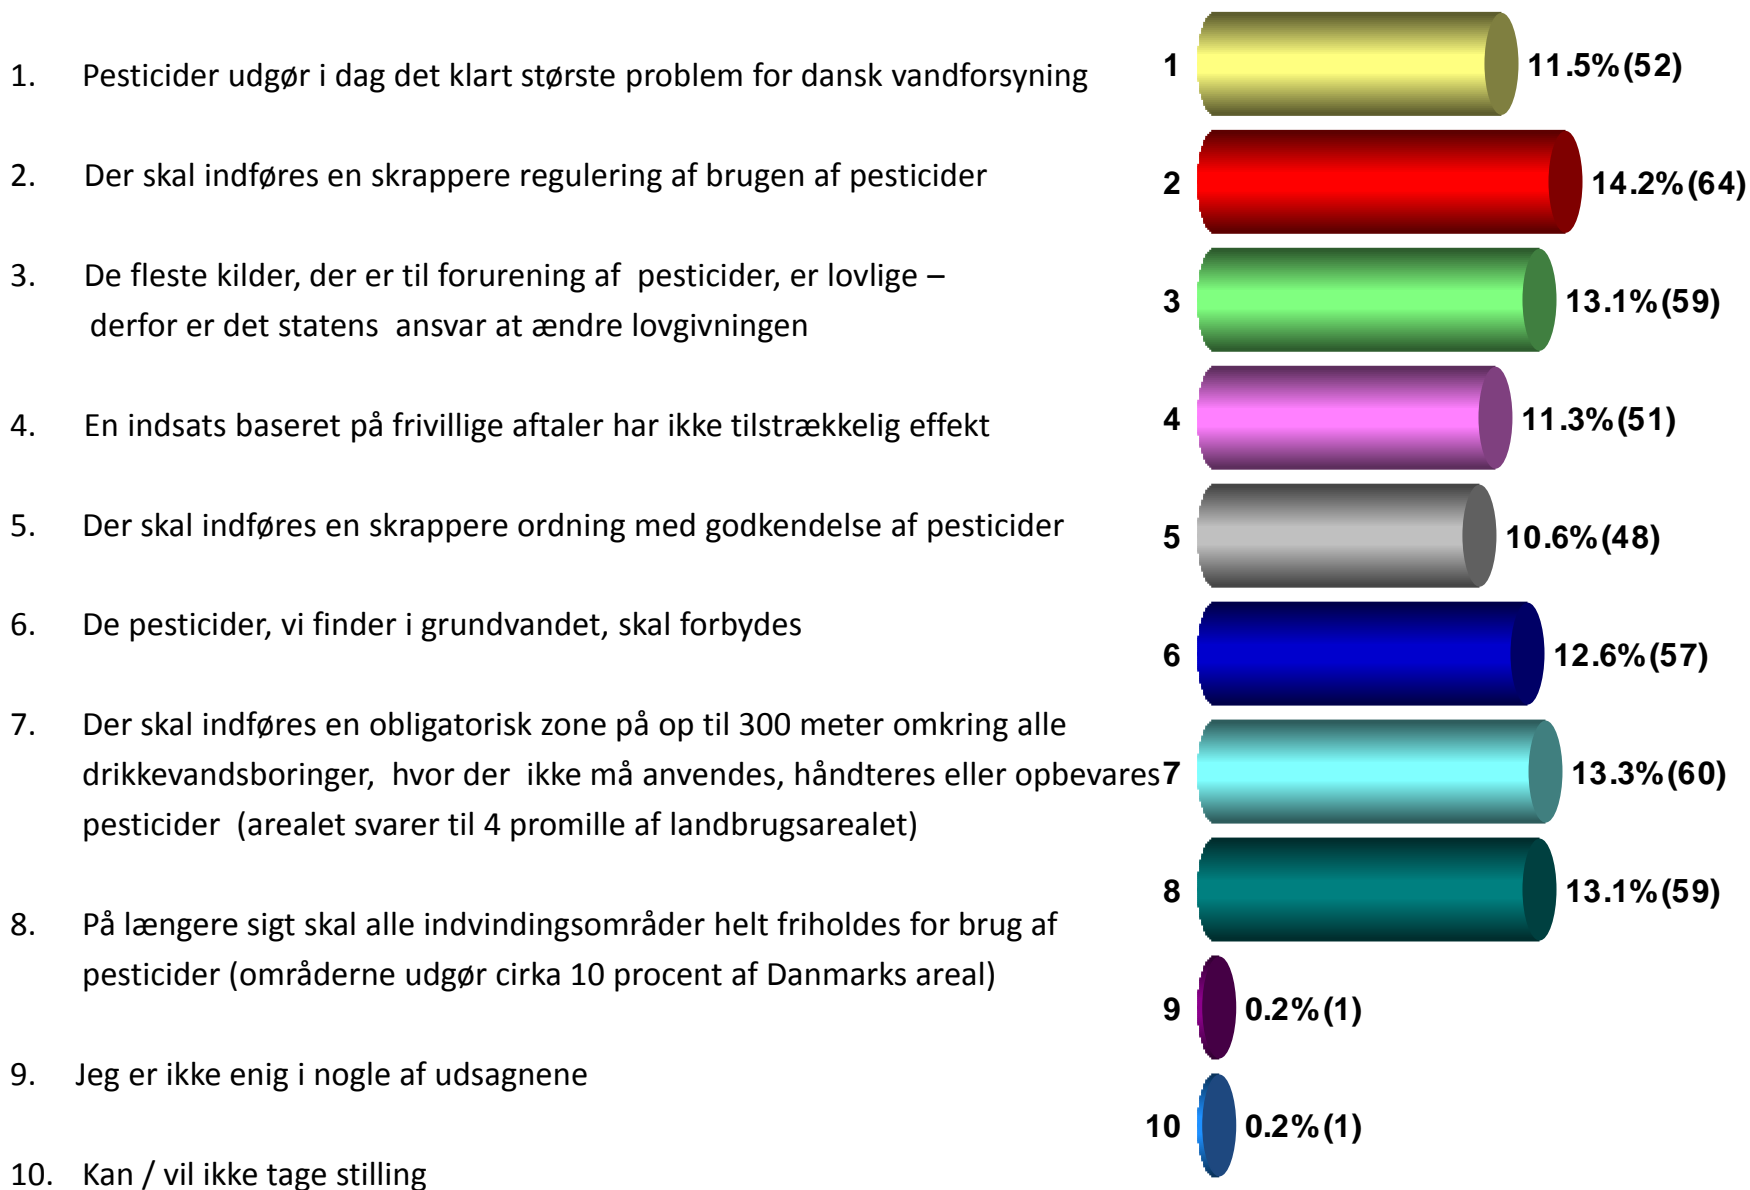 1. Pesticider udgør i dag det klart største problem for dansk vandforsyning
2. Der skal indføres en skrappere regulering af brugen af pesticider
3. De fleste kilder, der er til forurening af pesticider, er lovlige –
derfor er det statens ansvar at ændre lovgivningen
4. En indsats baseret på frivillige aftaler har ikke tilstrækkelig effekt
5. Der skal indføres en skrappere ordning med godkendelse af pesticider
6. De pesticider, vi finder i grundvandet, skal forbydes
7. Der skal indføres en obligatorisk zone på op til 300 meter omkring alle
drikkevandsboringer, hvor der ikke må anvendes, håndteres eller opbevares
pesticider (arealet svarer til 4 promille af landbrugsarealet)
8. På længere sigt skal alle indvindingsområder helt friholdes for brug af
pesticider (områderne udgør cirka 10 procent af Danmarks areal)
9. Jeg er ikke enig i nogle af udsagnene
10. Kan / vil ikke tage stilling
1 11.5% (52)
2 14.2% (64)
3 13.1% (59)
4 11.3% (51)
5 10.6% (48)
6 12.6% (57)
7 13.3% (60)
8 13.1% (59)
9 0.2% (1)
10 0.2% (1)